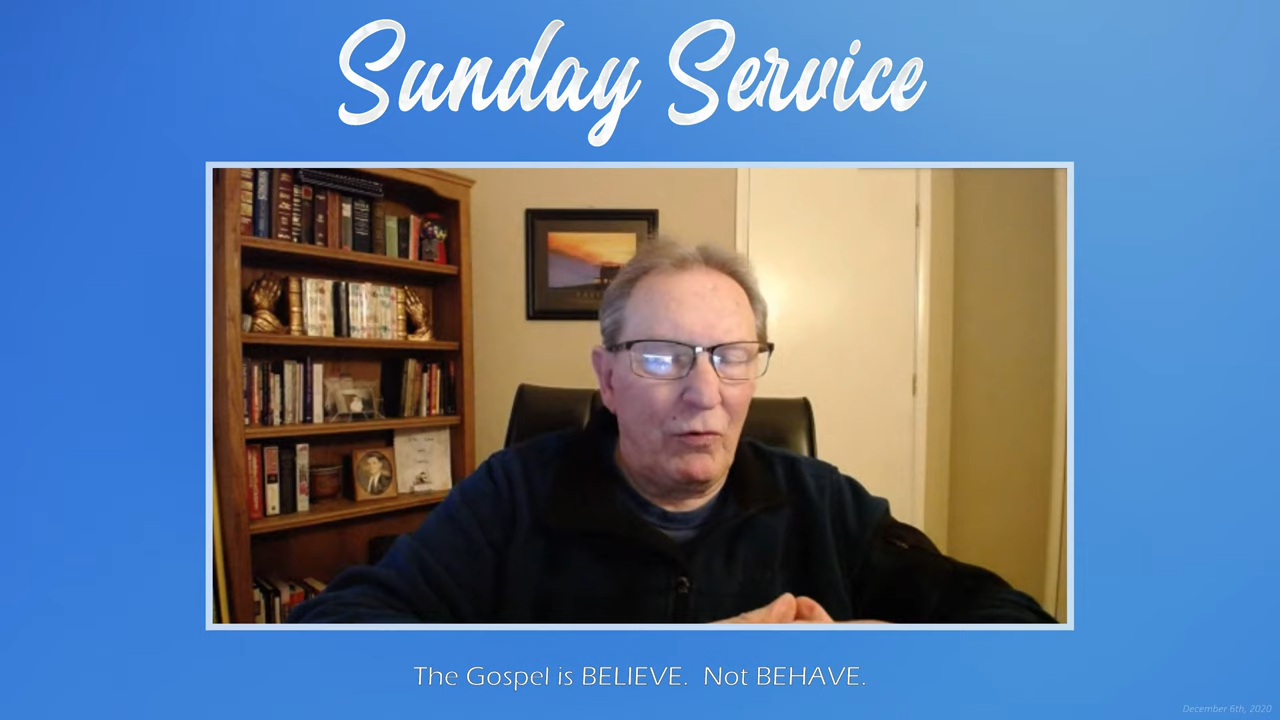 Sunday Service
The Gospel is BELIEVE.  Not BEHAVE.
December 6th, 2020